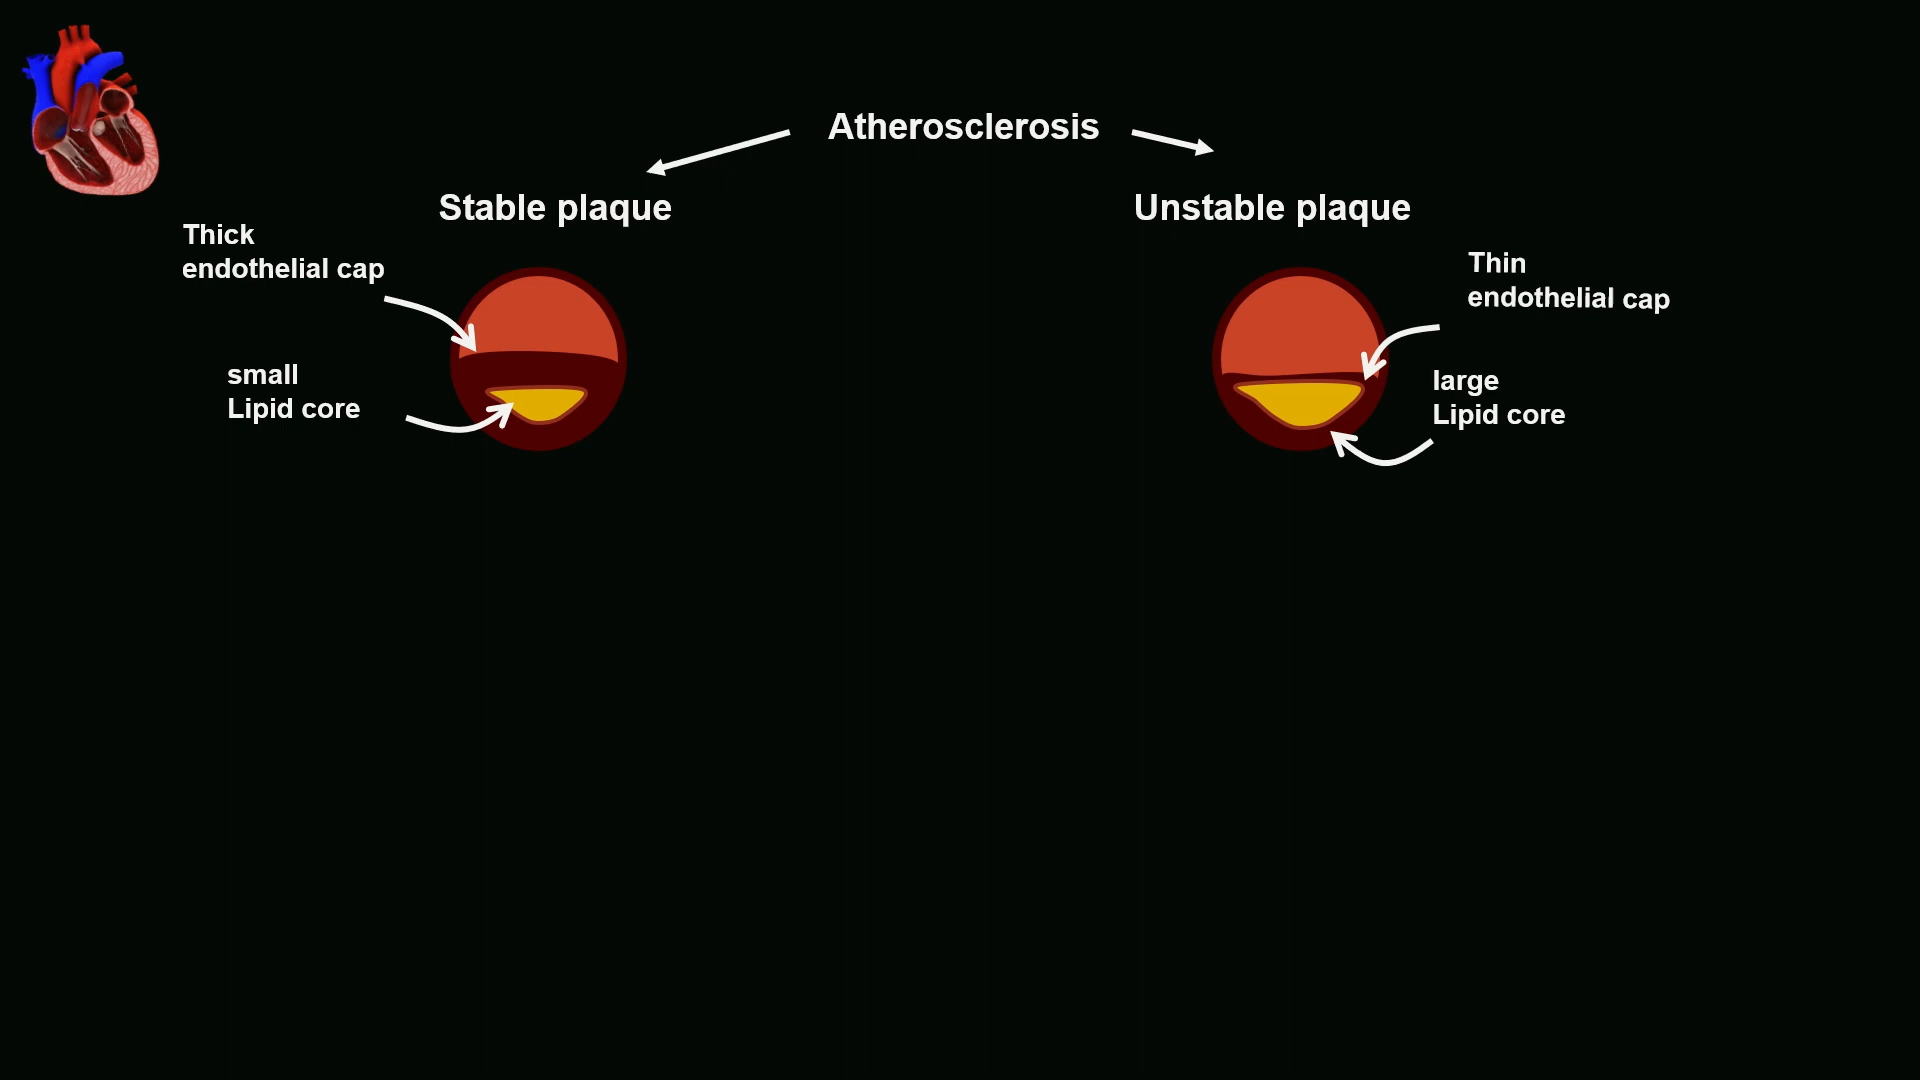 Atherosclerosis
Stable plaque
Unstable plaque
Thick
endothelial cap
small
Lipid core
Thin
endothelial cap
large
Lipid core